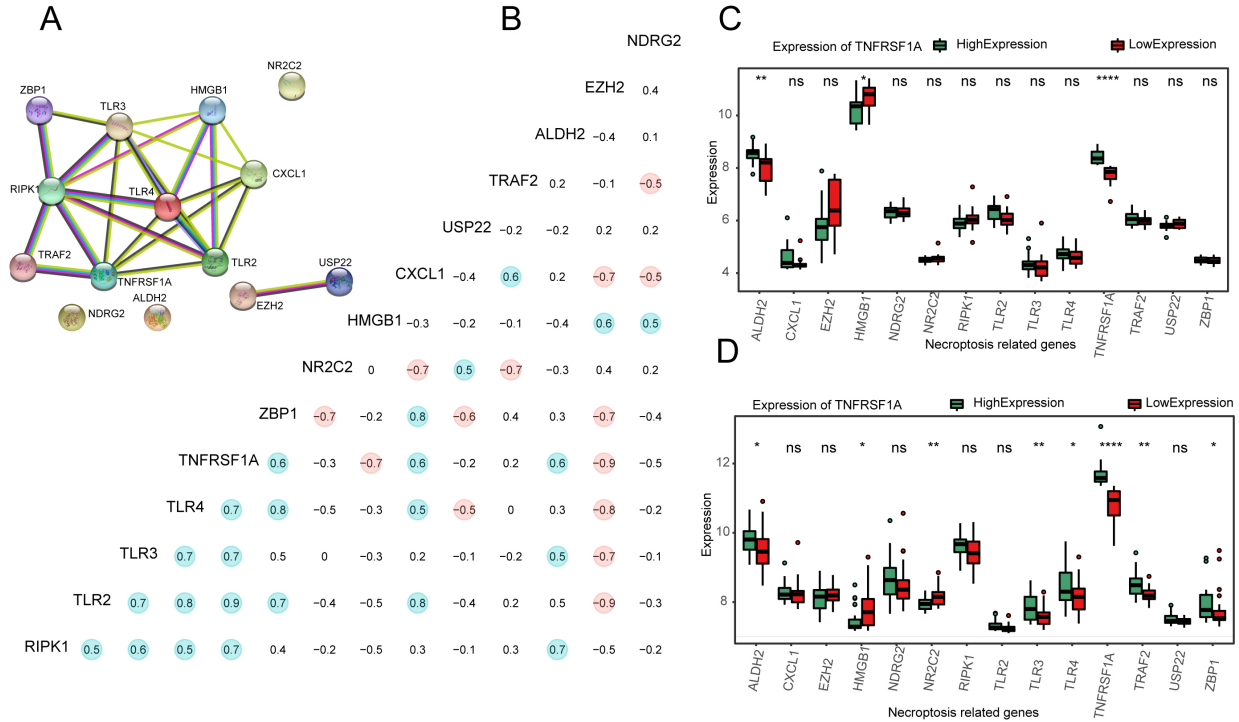 A
NR2C2
ZBP1
TLR3
HMGB1
CXCL1
RIPK1
TLR4
TRAF2
TNFRSF1A
TLR2
USP22
EZH2
NDRG2
ALDH2
B
NDRG2
EZH2 0.4
ALDH2 −0.4 0.1
TRAF2 0.2 −0.1 −0.5
USP22 −0.2 −0.2 0.2 0.2
CXCL1 −0.4 0.6 0.2 −0.7 −0.5
HMGB1 −0.3 −0.2 −0.1 −0.4 0.6 0.5
NR2C2 0 −0.7 0.5 −0.7 −0.3 0.4 0.2
ZBP1 −0.7 −0.2 0.8 −0.6 0.4 0.3 −0.7 −0.4
TNFRSF1A 0.6 −0.3 −0.7 0.6 −0.2 0.2 0.6 −0.9 −0.5
TLR4 0.7 0.8 −0.5 −0.3 0.5 −0.5 0 0.3 −0.8 −0.2
TLR3 0.7 0.7 0.5 0 −0.3 0.2 −0.1 −0.2 0.5 −0.7 −0.1
TLR2 0.7 0.8 0.9 0.7 −0.4 −0.5 0.8 −0.4 0.2 0.5 −0.9 −0.3
RIPK1 0.5 0.6 0.5 0.7 0.4 −0.2 −0.5 0.3 −0.1 0.3 0.7 −0.5 −0.2
C
Expression of TNFRSF1A HighExpression LowExpression
** ns ns * ns ns ns ns ns ns **** ns ns ns
Expression
10
8
6
4
ALDH2 CXCL1 EZH2 HMGB1 NDRG2 NR2C2 RIPK1 TLR2 TLR3 TLR4 TNFRSF1A TRAF2 USP22 ZBP1
Necroptosis related genes
D
Expression of TNFRSF1A HighExpression LowExpression
* ns ns * ns ** ns ns ** * **** ** ns *
Expression
12
10
8
ALDH2 CXCL1 EZH2 HMGB1 NDRG2 NR2C2 RIPK1 TLR2 TLR3 TLR4 TNFRSF1A TRAF2 USP22 ZBP1
Necroptosis related genes